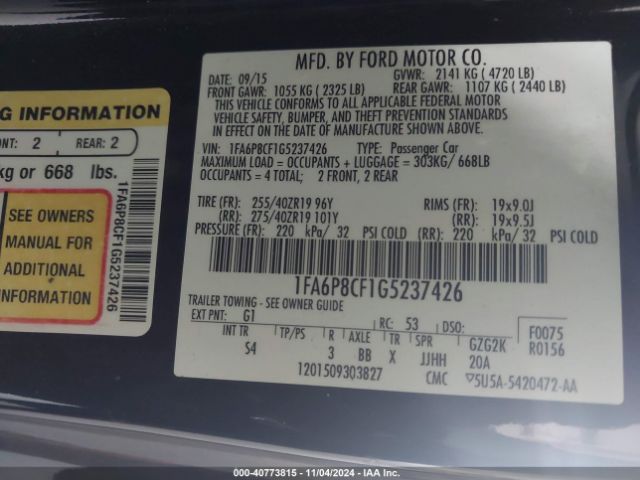 G INFORMATION
ONT: 2 REAR: 2
kg or 668 lbs.
SEE OWNERS
MANUAL FOR
ADDITIONAL
INFORMATION
1FA6P8CF1G5237426
MFD. BY FORD MOTOR CO.
DATE: 09/15 GVWR: 2141 KG ( 4720 LB)
FRONT GAWR: 1055 KG ( 2325 LB) REAR GAWR: 1107 KG ( 2440 LB)
THIS VEHICLE CONFORMS TO ALL APPLICABLE FEDERAL MOTOR
VEHICLE SAFETY, BUMPER, AND THEFT PREVENTION STANDARDS
IN EFFECT ON THE DATE OF MANUFACTURE SHOWN ABOVE.
VIN: 1FA6P8CF1G5237426 TYPE: Passenger Car
MAXIMUM LOAD = OCCUPANTS + LUGGAGE = 303KG/ 668LB
OCCUPANTS = 4 TOTAL; 2 FRONT, 2 REAR
TIRE (FR): 255/40ZR19 96Y RIMS (FR): 19x9.0J
(RR): 275/40ZR19 101Y (RR): 19x9.5J
PRESSURE (FR): 220 kPa/ 32 PSI COLD (RR): 220 kPa/ 32 PSI COLD
1FA6P8CF1G5237426
TRAILER TOWING - SEE OWNER GUIDE
EXT PNT: G1 RC: 53 DSO: F0075
INT TR TP/PS R AXLE TR SPR GZG2K R0156
S4 3 BB X JJHH 20A
1201509303827 CMC ▽5U5A-5420472-AA
000-40773815 - 11/04/2024 - IAA Inc.